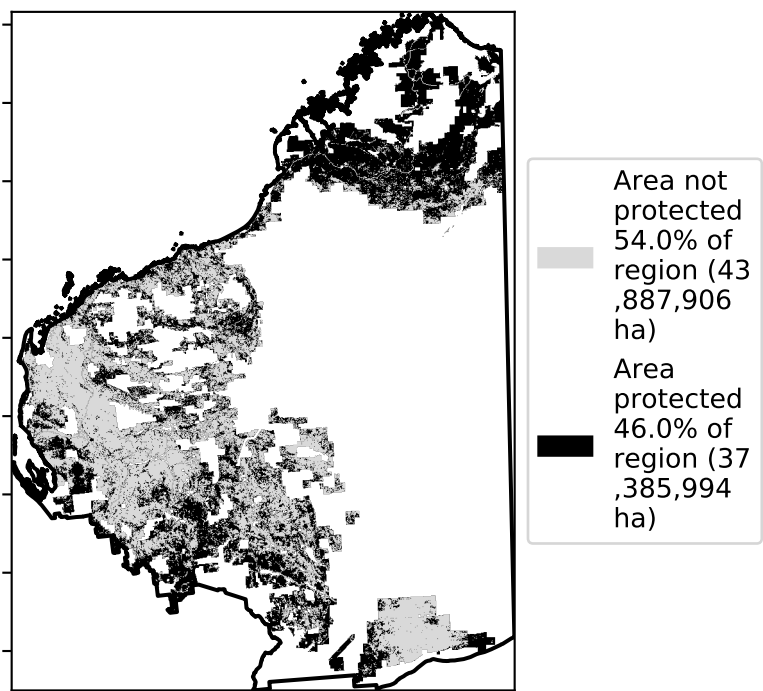 Area not
protected
54.0% of
region (43
,887,906
ha)
Area
protected
46.0% of
region (37
,385,994
ha)